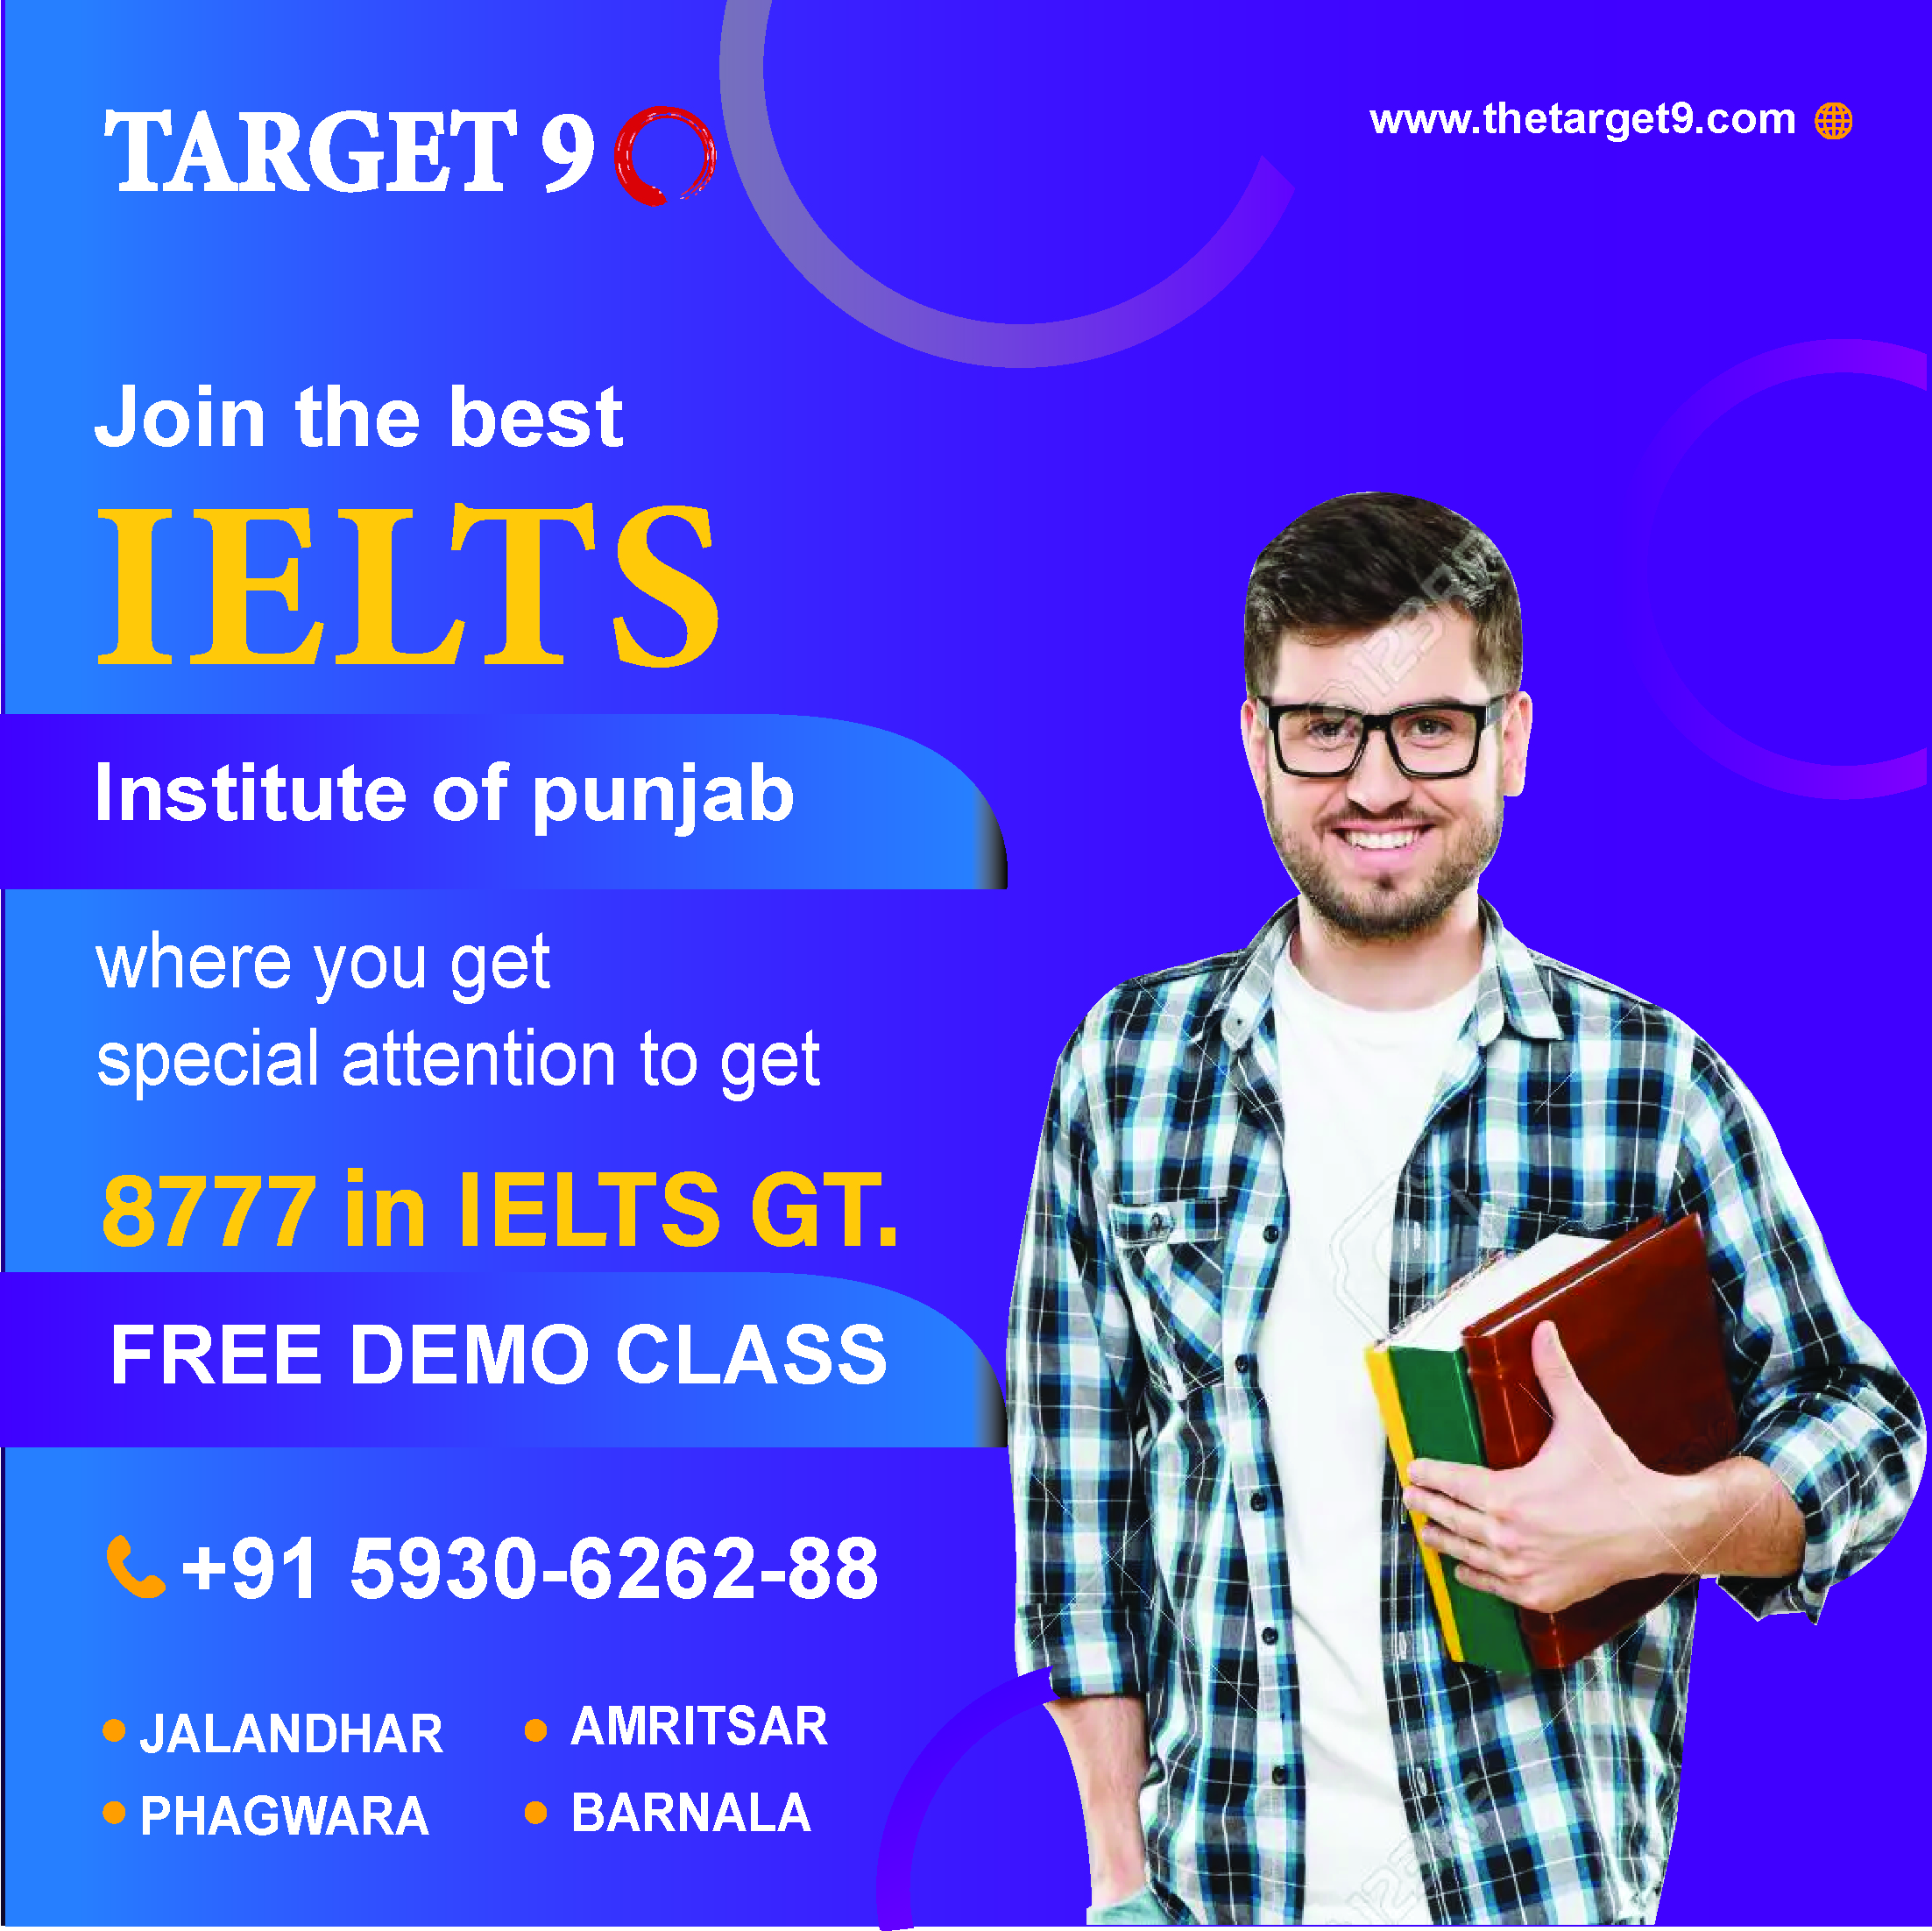 TARGET 9
www.thetarget9.com
Join the best
IELTS
Institute of punjab
where you get
special attention to get
8777 in IELTS GT.
FREE DEMO CLASS
+91 5930-6262-88
JALANDHAR
AMRITSAR
PHAGWARA
BARNALA